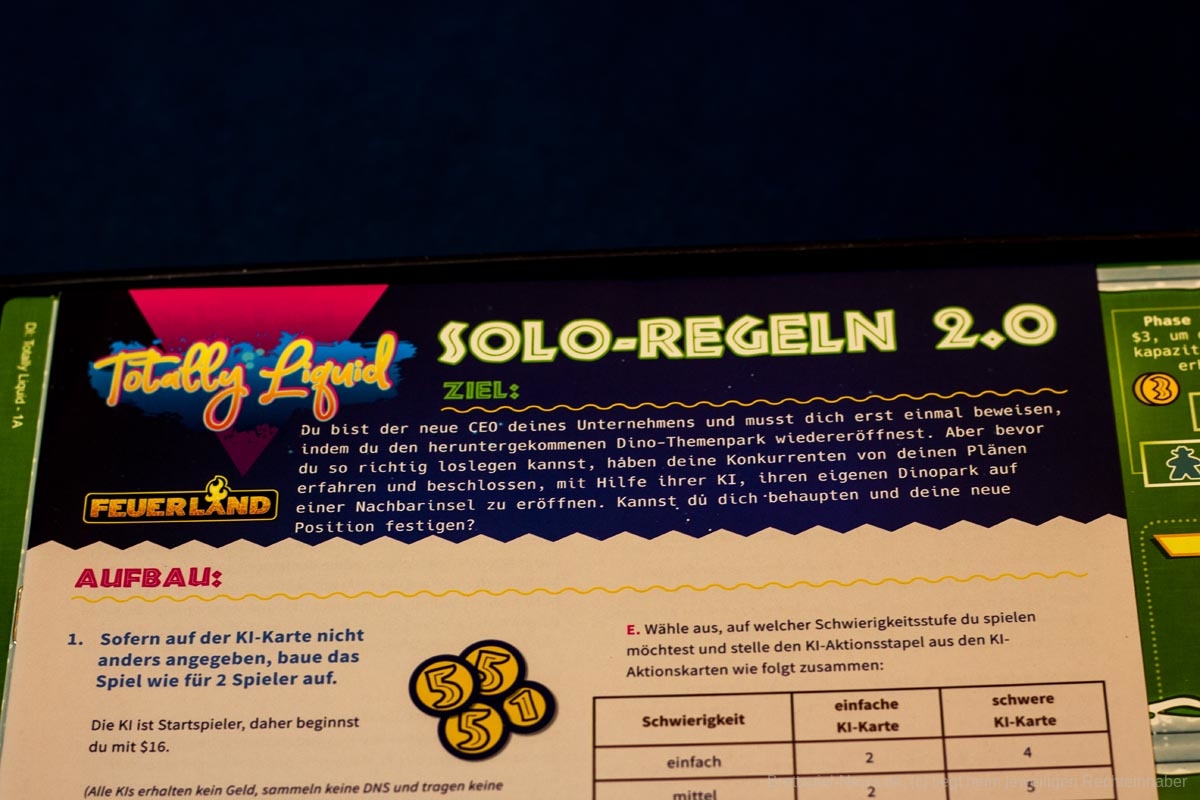 Totally Liquid
FEUERLAND
SOLO-REGELN 2.0
ZIEL:
Du bist der neue CEO deines Unternehmens und musst dich erst einmal beweisen,
indem du den heruntergekommenen Dino-Themenpark wiedereröffnest. Aber bevor
du so richtig loslegen kannst, haben deine Konkurrenten von deinen Plänen
erfahren und beschlossen, mit Hilfe ihrer KI, ihren eigenen Dinopark auf
einer Nachbarinsel zu eröffnen. Kannst du dich behaupten und deine neue
Position festigen?
AUFBAU:
1. Sofern auf der KI-Karte nicht
anders angegeben, baue das
Spiel wie für 2 Spieler auf.
Die KI ist Startspieler, daher beginnst
du mit $16.
(Alle KIs erhalten kein Geld, sammeln keine DNS und tragen keine
5
5
5
1
E. Wähle aus, auf welcher Schwierigkeitsstufe du spielen
möchtest und stelle den KI-Aktionsstapel aus den KI-
Aktionskarten wie folgt zusammen:
Schwierigkeit einfache KI-Karte schwere KI-Karte
einfach 2 4
mittel 2 5
Totally Liquid - 1A
Phase
$3, um
kapazit
3